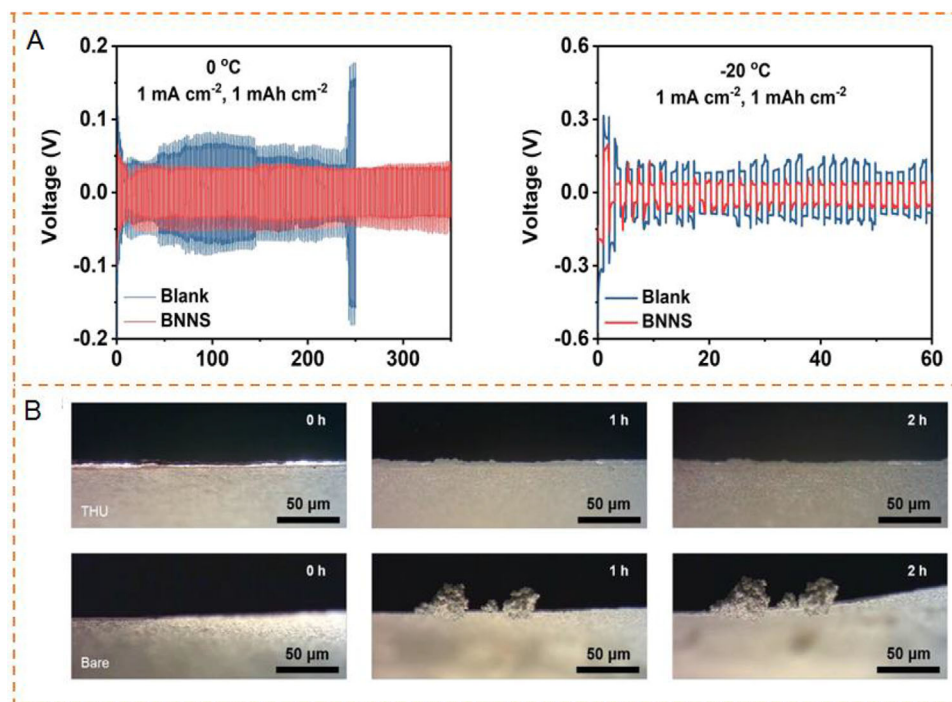 A
0.2
0.1
0.0
-0.1
-0.2
Voltage (V)
0 °C
1 mA cm-2, 1 mAh cm-2
Blank
BNNS
0
100
200
300
0.6
0.3
0.0
-0.3
-0.6
Voltage (V)
-20 °C
1 mA cm-2, 1 mAh cm-2
Blank
BNNS
0
20
40
60
B
0 h
THU
50 µm
1 h
50 µm
2 h
50 µm
0 h
Bare
50 µm
1 h
50 µm
2 h
50 µm